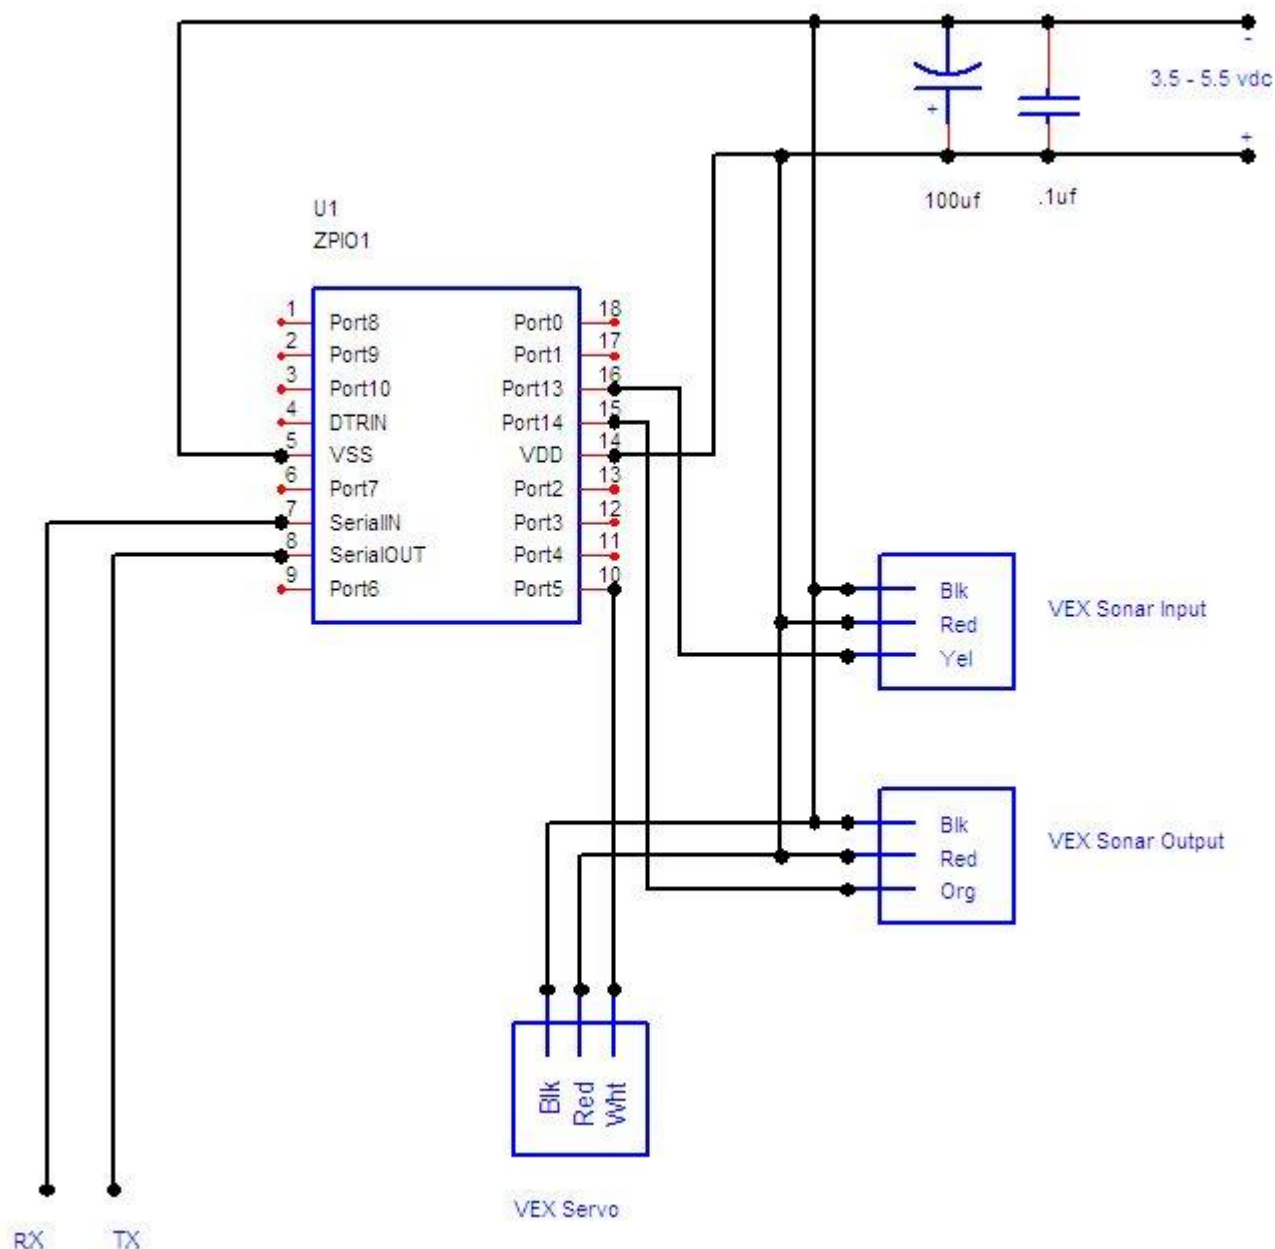 -
3.5 - 5.5 vdc
+
+
100uf
.1uf
U1
ZPIO1
1 Port8 Port0 18
2 Port9 Port1 17
3 Port10 Port13 16
4 DTRIN Port14 15
5 VSS VDD 14
6 Port7 Port2 13
7 SerialIN Port3 12
8 SerialOUT Port4 11
9 Port6 Port5 10
Blk
Red
Yel
VEX Sonar Input
Blk
Red
Org
VEX Sonar Output
Blk
Red
Wht
VEX Servo
RX
TX